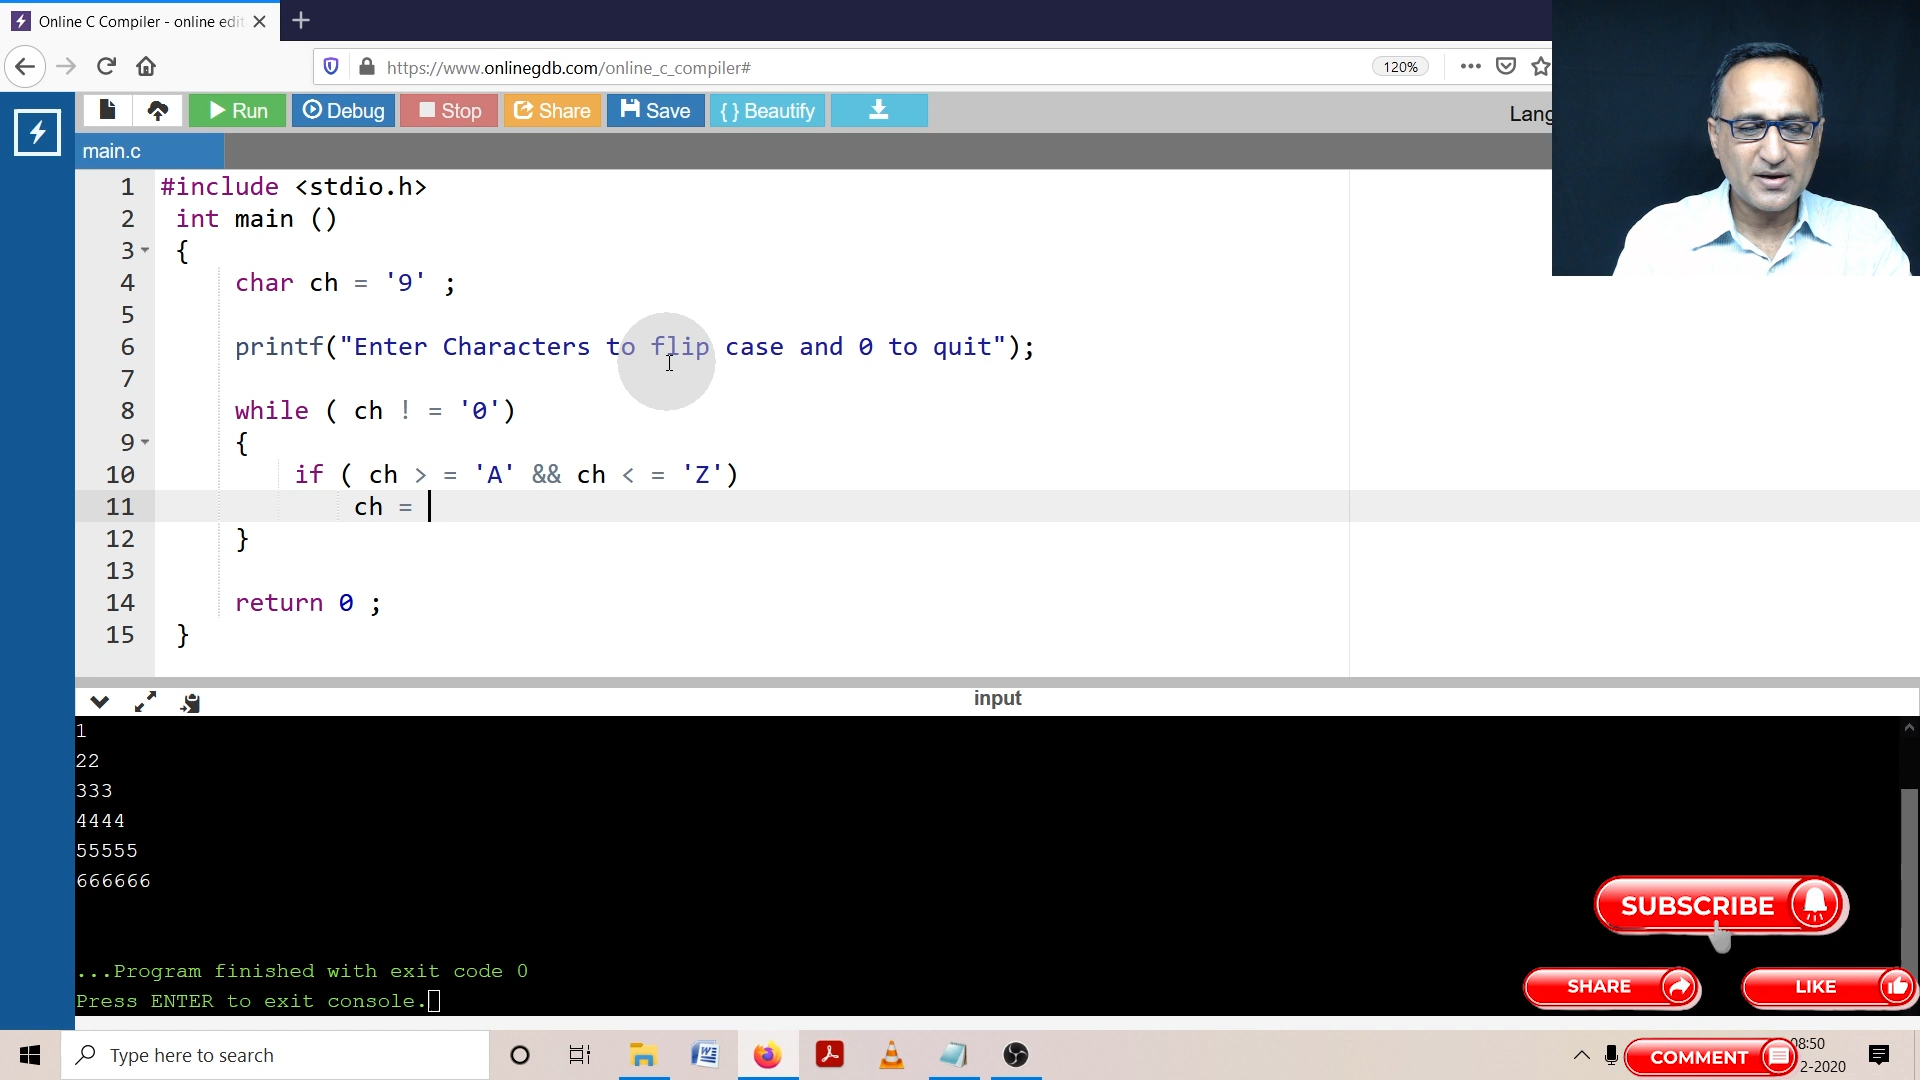 Online C Compiler - online edit
https://www.onlinegdb.com/online_c_compiler#
120%
Run
Debug
Stop
Share
Save
{ } Beautify
Lang
main.c
1 #include <stdio.h>
2 int main ()
3 {
4 char ch = '9' ;
5
6 printf("Enter Characters to flip case and 0 to quit");
7
8 while ( ch ! = '0')
9 {
10 if ( ch > = 'A' && ch < = 'Z')
11 ch =
12 }
13
14 return 0 ;
15 }
input
1
22
333
4444
55555
666666
...Program finished with exit code 0
Press ENTER to exit console.
SUBSCRIBE
SHARE
LIKE
Type here to search
COMMENT
08:50
2-2020